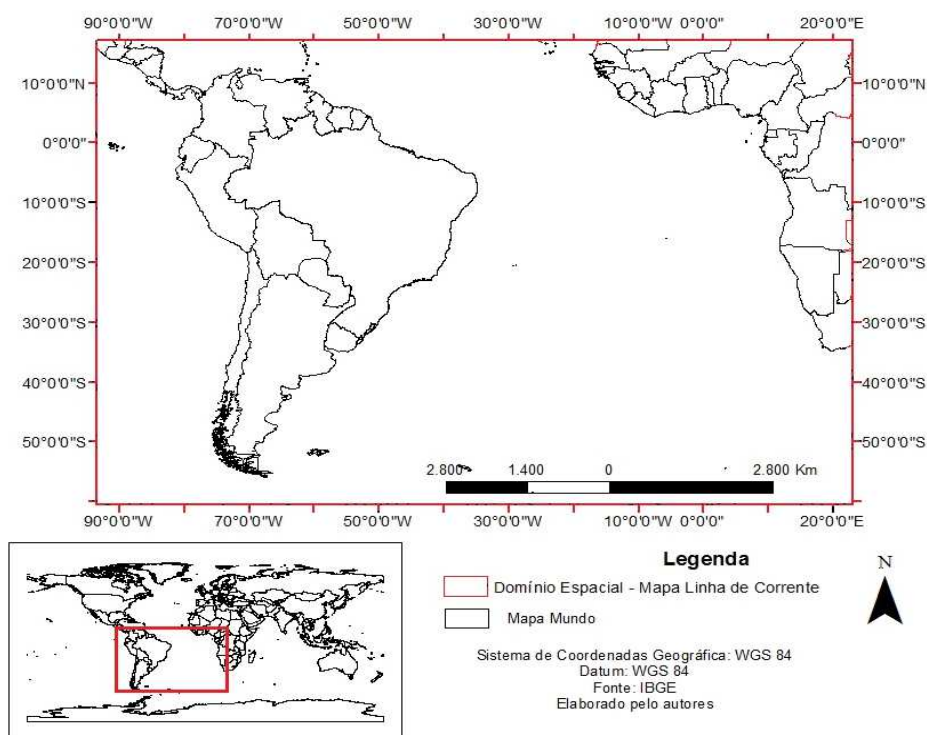 90°0'0"W 70°0'0"W 50°0'0"W 30°0'0"W 10°0'0"W 0°0'0" 20°0'0"E
10°0'0"N 10°0'0"N
0°0'0" 0°0'0"
10°0'0"S 10°0'0"S
20°0'0"S 20°0'0"S
30°0'0"S 30°0'0"S
40°0'0"S 40°0'0"S
50°0'0"S 50°0'0"S
2.800 1.400 0 2.800 Km
90°0'0"W 70°0'0"W 50°0'0"W 30°0'0"W 10°0'0"W 0°0'0" 20°0'0"E
Legenda
N
Domínio Espacial - Mapa Linha de Corrente
Mapa Mundo
Sistema de Coordenadas Geográfica: WGS 84
Datum: WGS 84
Fonte: IBGE
Elaborado pelo autores